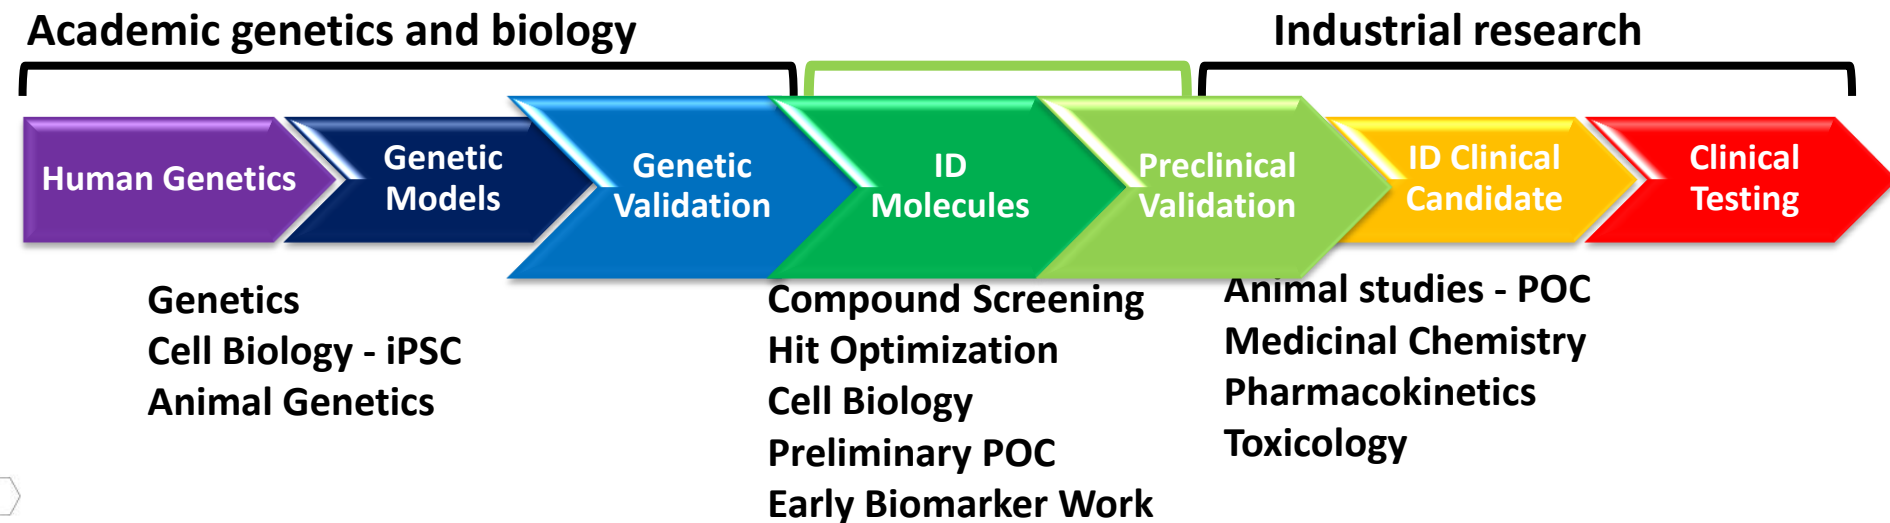 Academic genetics and biology
Industrial research
Human Genetics
Genetic
Models
Genetic
Validation
ID
Molecules
Preclinical
Validation
ID Clinical
Candidate
Clinical
Testing
Genetics
Cell Biology - iPSC
Animal Genetics
Compound Screening
Hit Optimization
Cell Biology
Preliminary POC
Early Biomarker Work
Animal studies - POC
Medicinal Chemistry
Pharmacokinetics
Toxicology